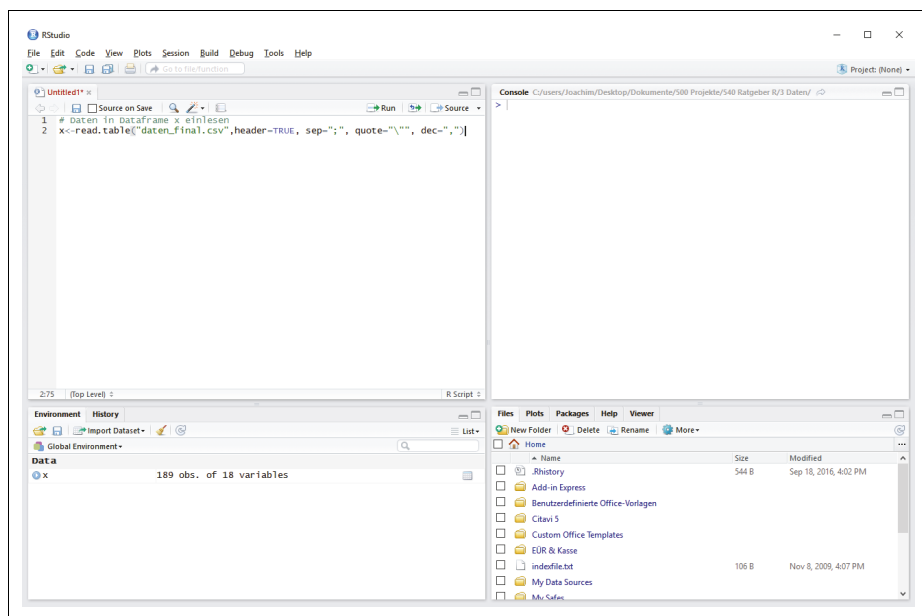 RStudio
File Edit Code View Plots Session Build Debug Tools Help
Go to file/function
Project: (None)
Untitled1*
Source on Save
Run
Source
1 # Daten in Dataframe x einlesen
2 x<-read.table("daten_final.csv",header=TRUE, sep=";", quote="\"", dec=",")
2:75 (Top Level) R Script
Console C:/users/Joachim/Desktop/Dokumente/500 Projekte/540 Ratgeber R/3 Daten/
>
Environment History
Import Dataset List
Global Environment
Data
x 189 obs. of 18 variables
Files Plots Packages Help Viewer
New Folder Delete Rename More
Home
Name Size Modified
.Rhistory 544 B Sep 18, 2016, 4:02 PM
Add-in Express
Benutzerdefinierte Office-Vorlagen
Citavi 5
Custom Office Templates
EÜR & Kasse
indexfile.txt 106 B Nov 8, 2009, 4:07 PM
My Data Sources
My Safes